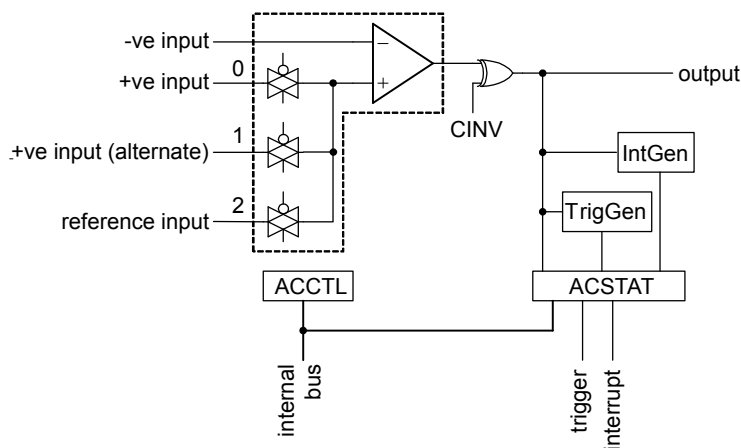 -ve input
−
+ve input
0
+
output
CINV
+ve input (alternate)
1
IntGen
TrigGen
reference input
2
ACCTL
ACSTAT
internal
bus
trigger
interrupt